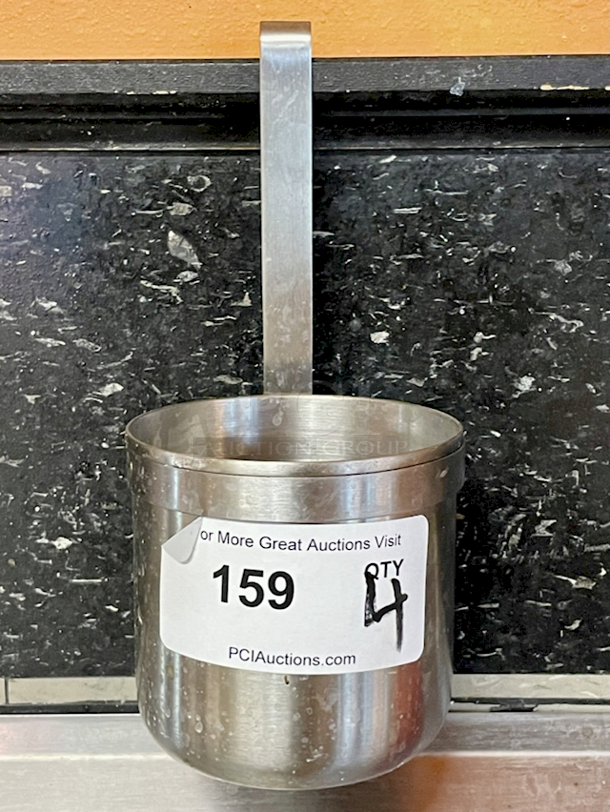 or More Great Auctions Visit
159
QTY
4
PCIAuctions.com